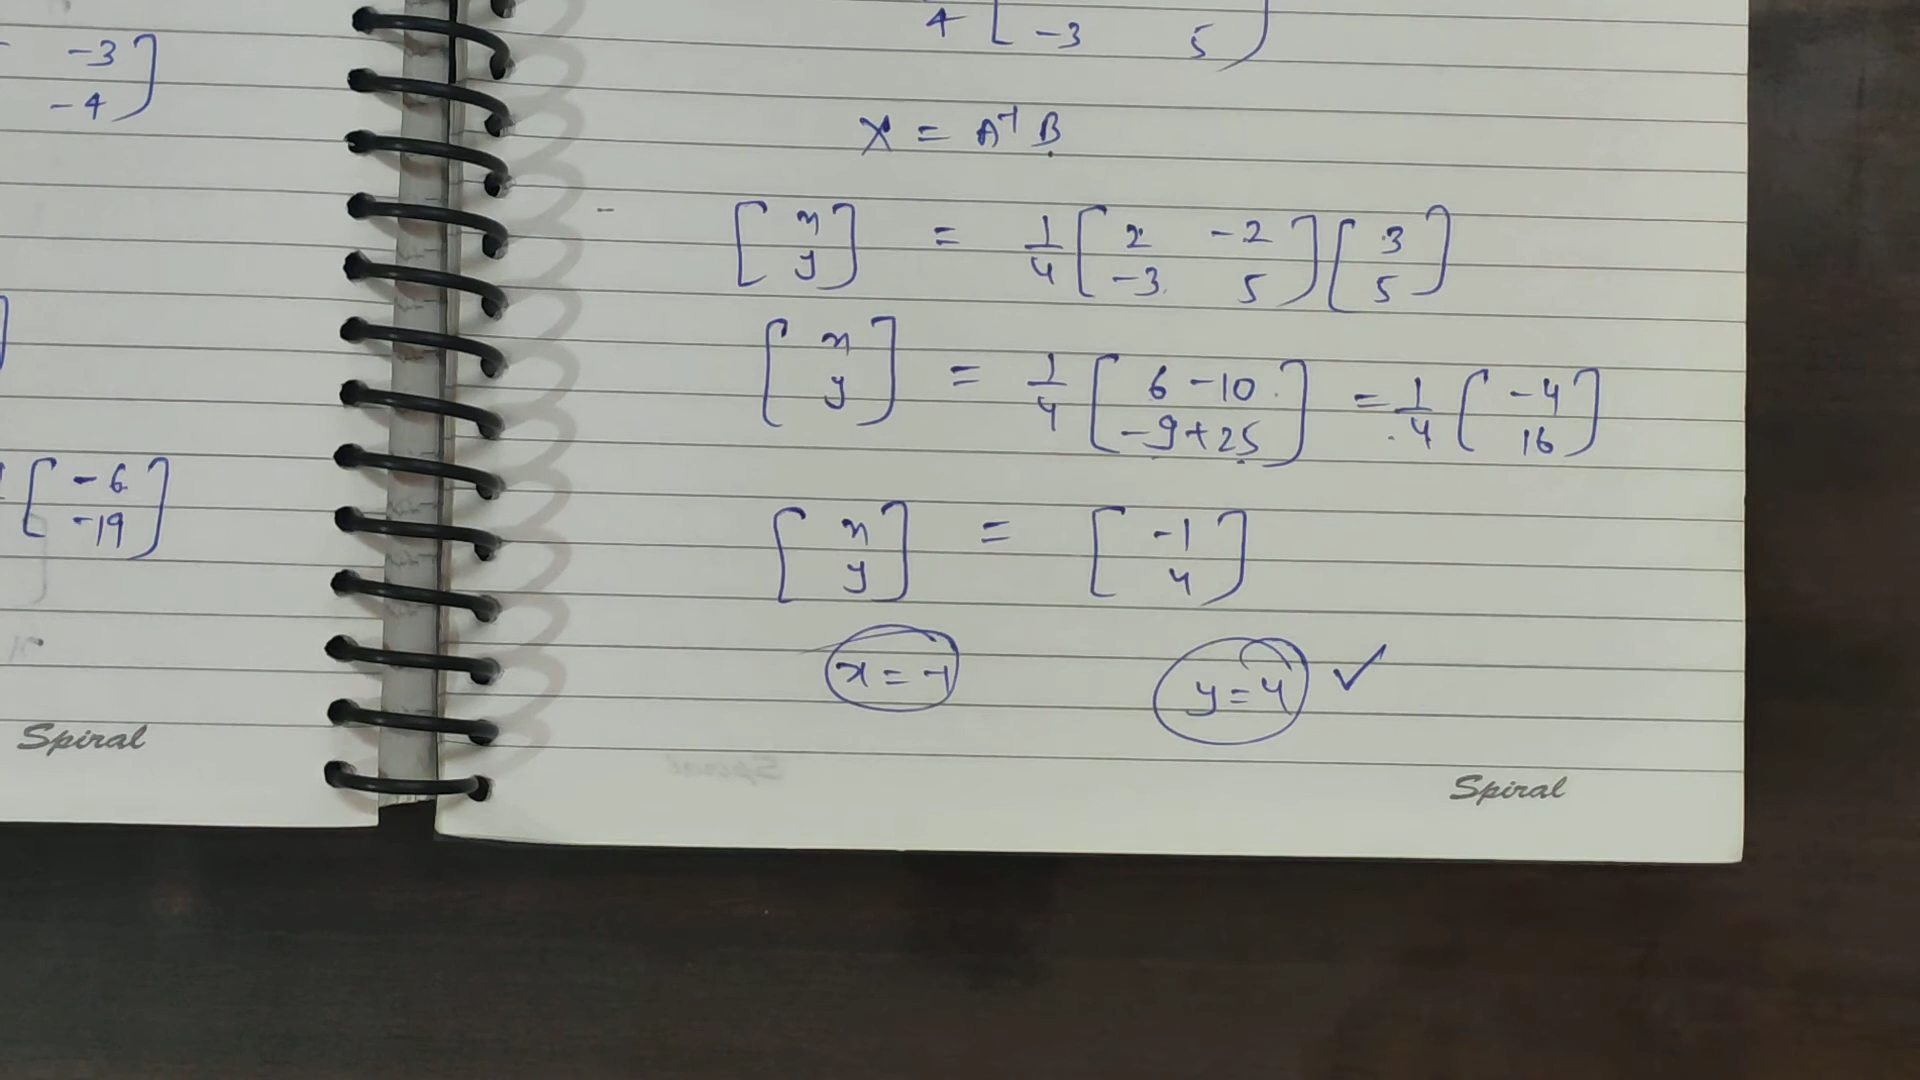 -3
-4
-6
-19
Spiral
4 [ -3 5 ]
X = A⁻¹ B
[ x y ] = 1/4 [ 2 -2 -3 5 ] [ 3 5 ]
[ x y ] = 1/4 [ 6 -10 -9+25 ] = 1/4 [ -4 16 ]
[ x y ] = [ -1 4 ]
x = -1 y = 4 ✓
Spiral